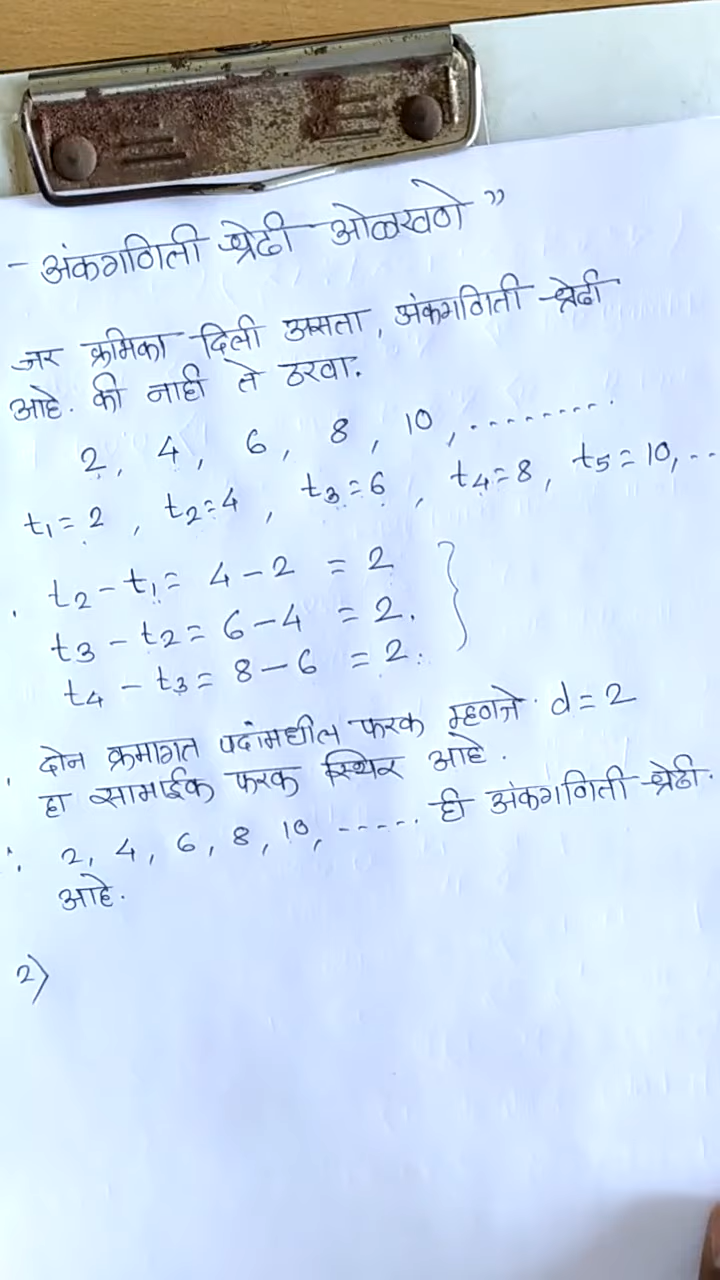 - अंकगणिती श्रेढी ओळखणे ”
जर क्रमिका दिली असता, अंकगणिती श्रेढी
आहे. की नाही ते ठरवा.
2, 4, 6, 8, 10, ........
t₁ = 2 , t₂ = 4 , t₃ = 6 , t₄ = 8, t₅ = 10, ..
. t₂ - t₁ = 4 - 2 = 2
t₃ - t₂ = 6 - 4 = 2.
t₄ - t₃ = 8 - 6 = 2.
. दोन क्रमागत पदांमधील फरक म्हणजे d = 2
हा सामाईक फरक स्थिर आहे.
∴ 2, 4, 6, 8, 10, ----.. ही अंकगणिती श्रेढी.
आहे.
2)